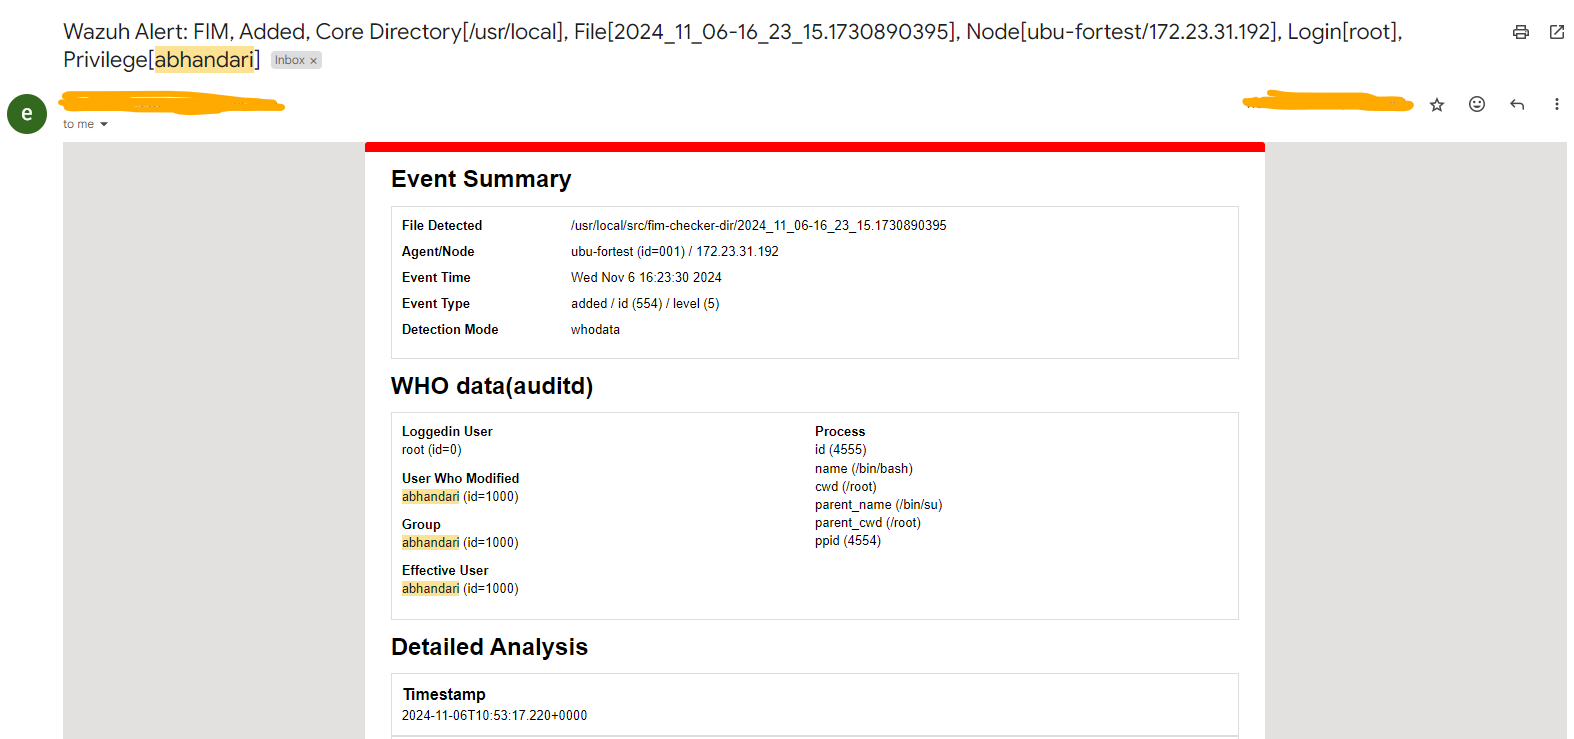 Wazuh Alert: FIM, Added, Core Directory[/usr/local], File[2024_11_06-16_23_15.1730890395], Node[ubu-fortest/172.23.31.192], Login[root],
Privilege[abhandari] Inbox ×
e
to me
Event Summary
File Detected /usr/local/src/fim-checker-dir/2024_11_06-16_23_15.1730890395
Agent/Node ubu-fortest (id=001) / 172.23.31.192
Event Time Wed Nov 6 16:23:30 2024
Event Type added / id (554) / level (5)
Detection Mode whodata
WHO data(auditd)
Loggedin User
root (id=0)
User Who Modified
abhandari (id=1000)
Group
abhandari (id=1000)
Effective User
abhandari (id=1000)
Process
id (4555)
name (/bin/bash)
cwd (/root)
parent_name (/bin/su)
parent_cwd (/root)
ppid (4554)
Detailed Analysis
Timestamp
2024-11-06T10:53:17.220+0000